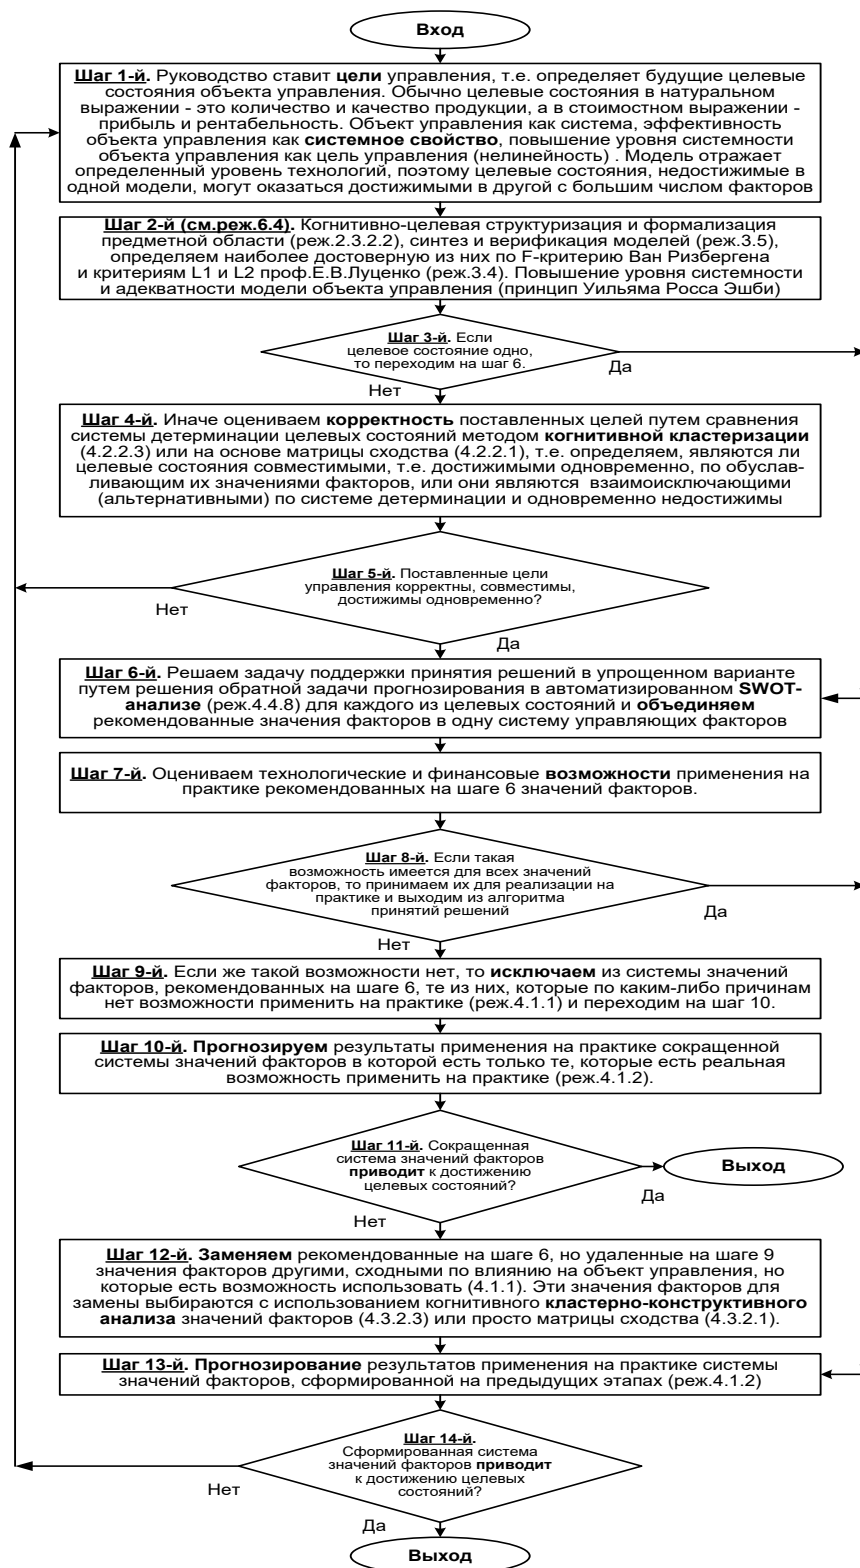 Вход
Шаг 1-й. Руководство ставит цели управления, т.е. определяет будущие целевые
состояния объекта управления. Обычно целевые состояния в натуральном
выражении - это количество и качество продукции, а в стоимостном выражении -
прибыль и рентабельность. Объект управления как система, эффективность
объекта управления как системное свойство, повышение уровня системности
объекта управления как цель управления (нелинейность) . Модель отражает
определенный уровень технологий, поэтому целевые состояния, недостижимые в
одной модели, могут оказаться достижимыми в другой с большим числом факторов
Шаг 2-й (см.реж.6.4). Когнитивно-целевая структуризация и формализация
предметной области (реж.2.3.2.2), синтез и верификация моделей (реж.3.5),
определяем наиболее достоверную из них по F-критерию Ван Ризбергена
и критериям L1 и L2 проф.Е.В.Луценко (реж.3.4). Повышение уровня системности
и адекватности модели объекта управления (принцип Уильяма Росса Эшби)
Шаг 3-й. Если
целевое состояние одно,
то переходим на шаг 6.
Да
Нет
Шаг 4-й. Иначе оцениваем корректность поставленных целей путем сравнения
системы детерминации целевых состояний методом когнитивной кластеризации
(4.2.2.3) или на основе матрицы сходства (4.2.2.1), т.е. определяем, являются ли
целевые состояния совместимыми, т.е. достижимыми одновременно, по обуслав-
ливающим их значениями факторов, или они являются взаимоисключающими
(альтернативными) по системе детерминации и одновременно недостижимы
Шаг 5-й. Поставленные цели
управления корректны, совместимы,
достижимы одновременно?
Нет
Да
Шаг 6-й. Решаем задачу поддержки принятия решений в упрощенном варианте
путем решения обратной задачи прогнозирования в автоматизированном SWOT-
анализе (реж.4.4.8) для каждого из целевых состояний и объединяем
рекомендованные значения факторов в одну систему управляющих факторов
Шаг 7-й. Оцениваем технологические и финансовые возможности применения на
практике рекомендованных на шаге 6 значений факторов.
Шаг 8-й. Если такая
возможность имеется для всех значений
факторов, то принимаем их для реализации на
практике и выходим из алгоритма
принятий решений
Да
Нет
Шаг 9-й. Если же такой возможности нет, то исключаем из системы значений
факторов, рекомендованных на шаге 6, те из них, которые по каким-либо причинам
нет возможности применить на практике (реж.4.1.1) и переходим на шаг 10.
Шаг 10-й. Прогнозируем результаты применения на практике сокращенной
системы значений факторов в которой есть только те, которые есть реальная
возможность применить на практике (реж.4.1.2).
Шаг 11-й. Сокращенная
система значений факторов
приводит к достижению
целевых состояний?
Выход
Да
Нет
Шаг 12-й. Заменяем рекомендованные на шаге 6, но удаленные на шаге 9
значения факторов другими, сходными по влиянию на объект управления, но
которые есть возможность использовать (4.1.1). Эти значения факторов для
замены выбираются с использованием когнитивного кластерно-конструктивного
анализа значений факторов (4.3.2.3) или просто матрицы сходства (4.3.2.1).
Шаг 13-й. Прогнозирование результатов применения на практике системы
значений факторов, сформированной на предыдущих этапах (реж.4.1.2)
Шаг 14-й.
Сформированная система
значений факторов приводит
к достижению целевых
состояний?
Нет
Да
Выход